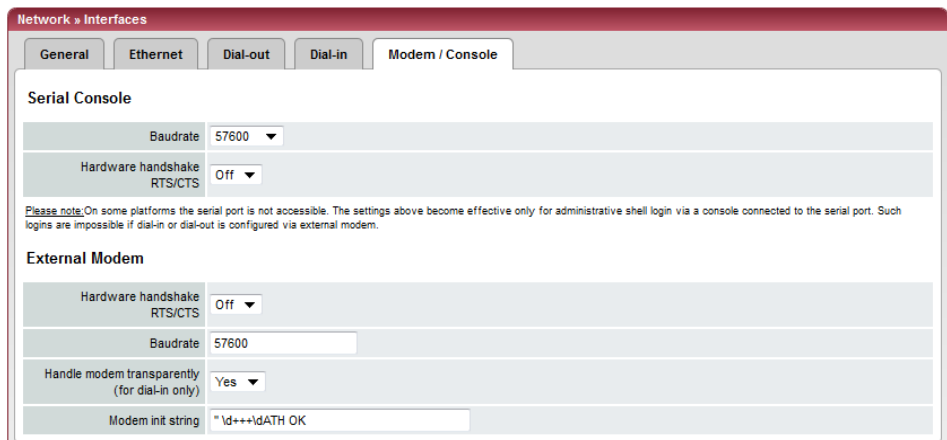 Network » Interfaces
General Ethernet Dial-out Dial-in Modem / Console
Serial Console
Baudrate 57600
Hardware handshake
RTS/CTS Off
Please note:On some platforms the serial port is not accessible. The settings above become effective only for administrative shell login via a console connected to the serial port. Such
logins are impossible if dial-in or dial-out is configured via external modem.
External Modem
Hardware handshake
RTS/CTS Off
Baudrate 57600
Handle modem transparently
(for dial-in only) Yes
Modem init string " \d+++\dATH OK